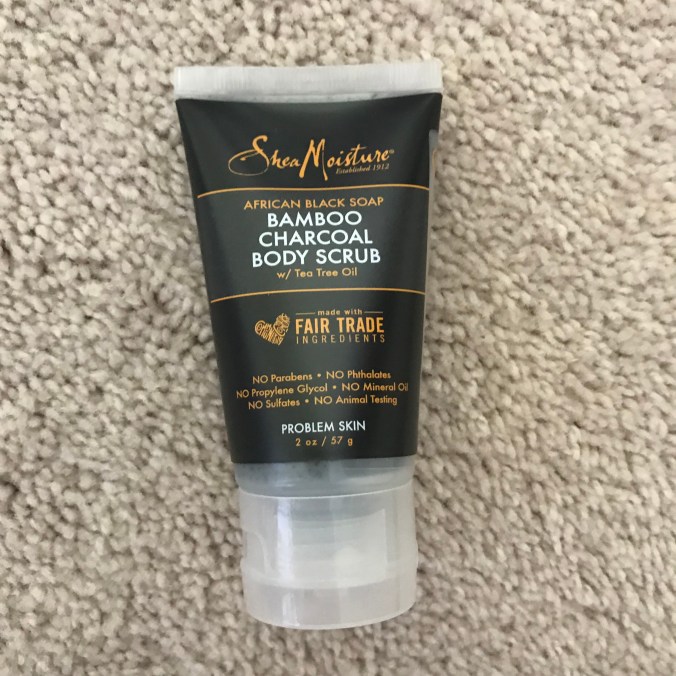 SheaMoisture®
Established 1912
AFRICAN BLACK SOAP
BAMBOO
CHARCOAL
BODY SCRUB
w/ Tea Tree Oil
made with
FAIR TRADE
INGREDIENTS
NO Parabens • NO Phthalates
NO Propylene Glycol • NO Mineral Oil
NO Sulfates • NO Animal Testing
PROBLEM SKIN
2 oz / 57 g